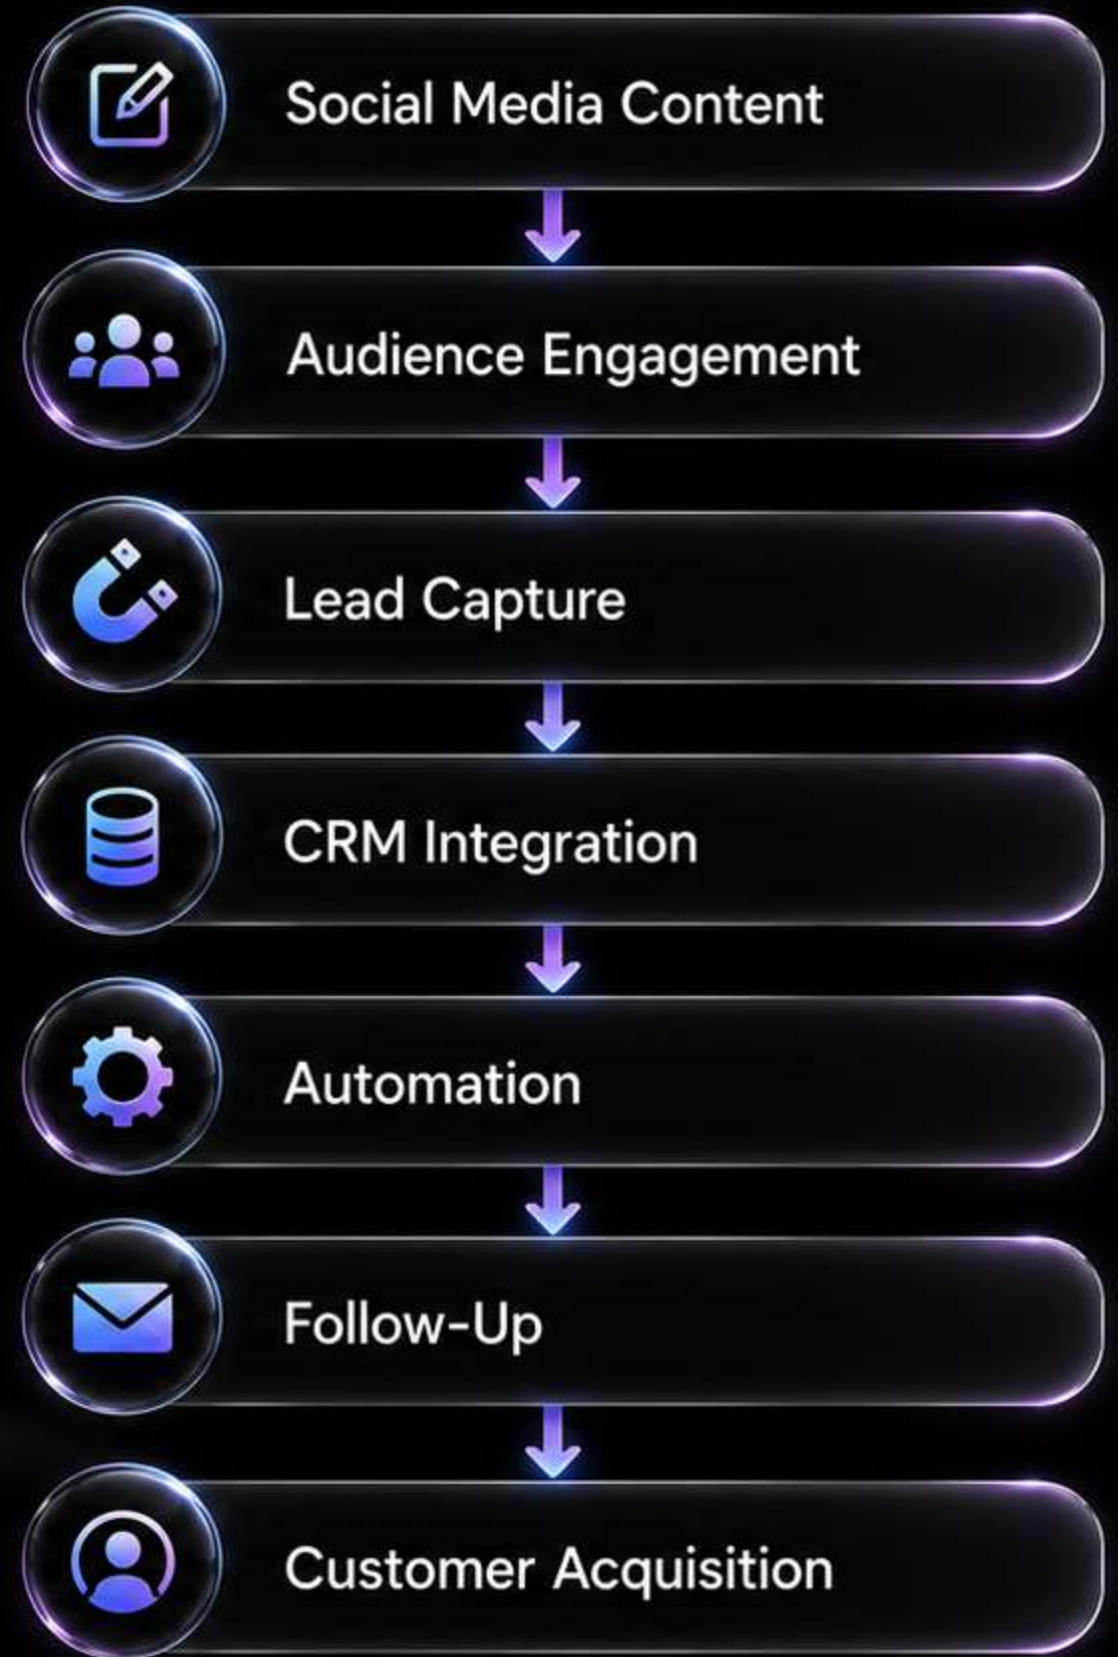 Social Media Content
Audience Engagement
Lead Capture
CRM Integration
Automation
Follow-Up
Customer Acquisition